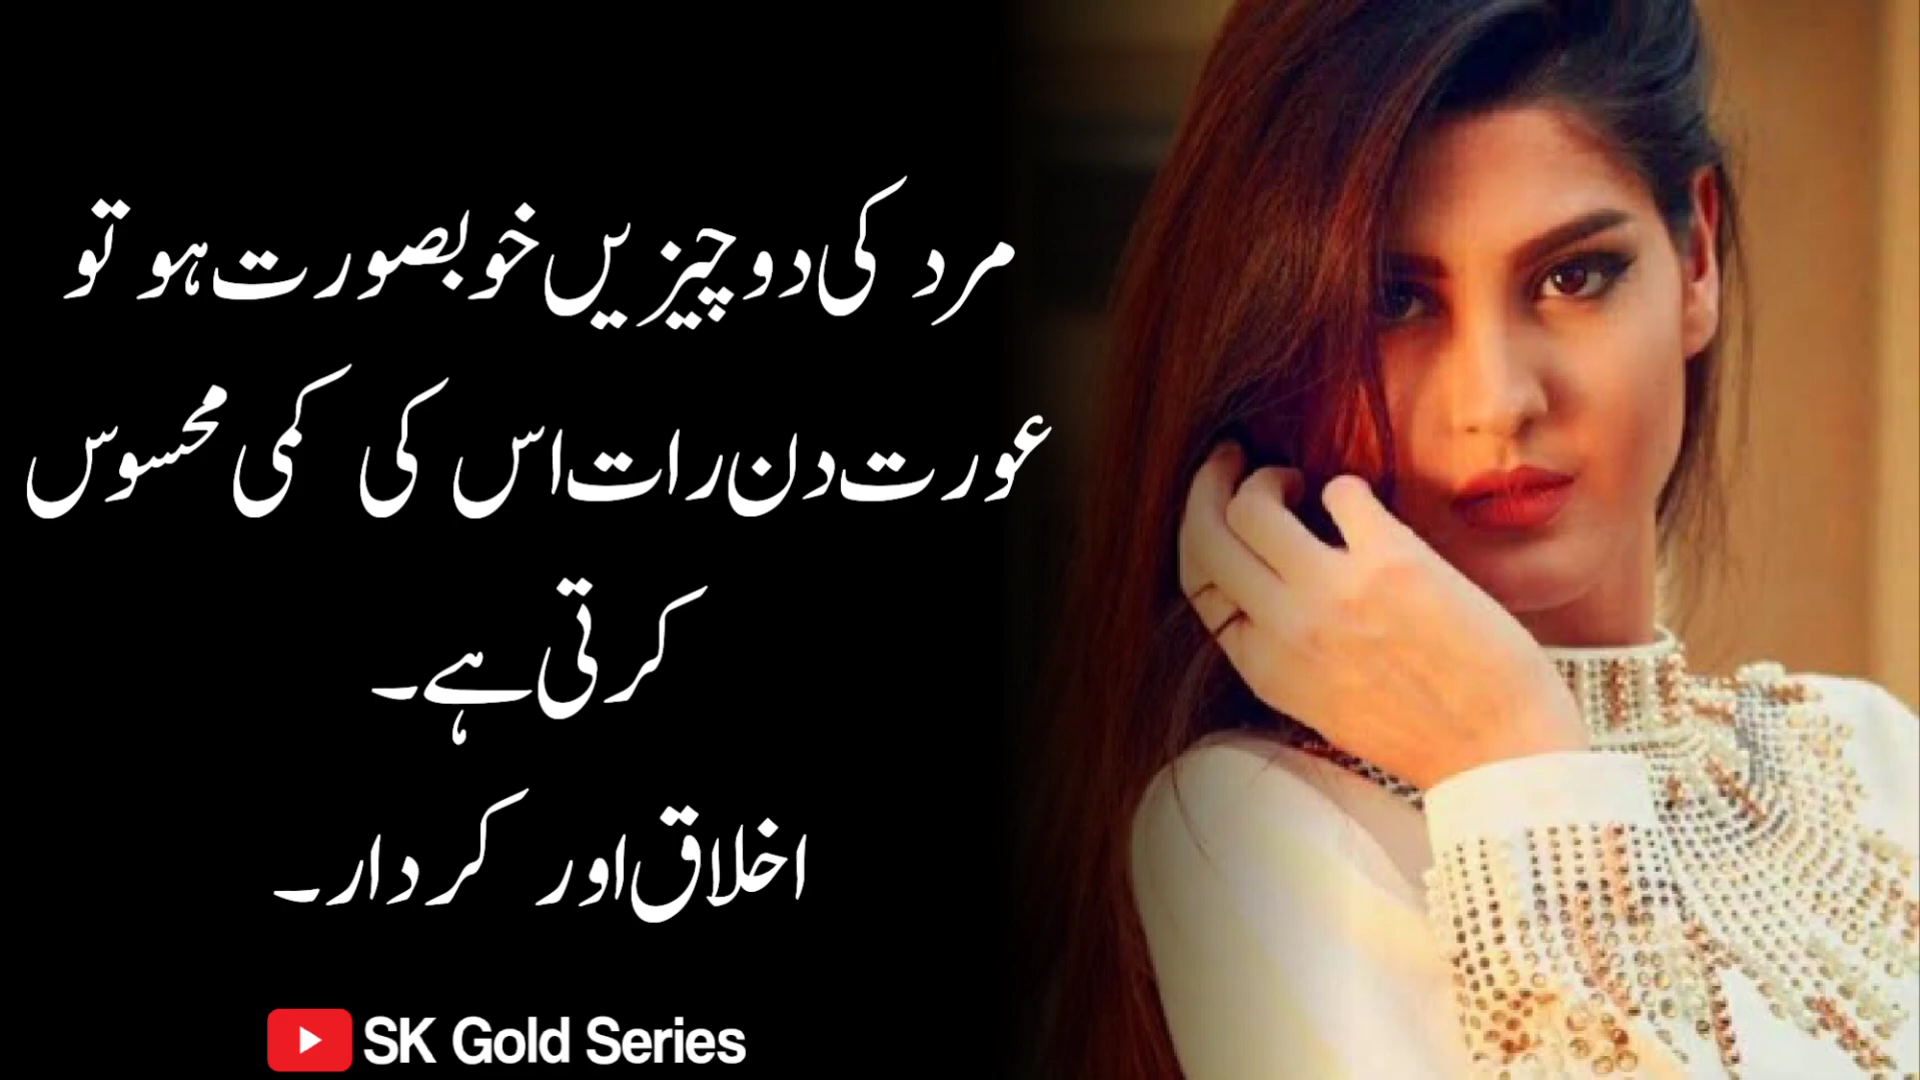 مرد کی دو چیزیں خوبصورت ہو تو
عورت دن رات اس کی کمی محسوس
کرتی ہے۔
اخلاق اور کردار۔
SK Gold Series